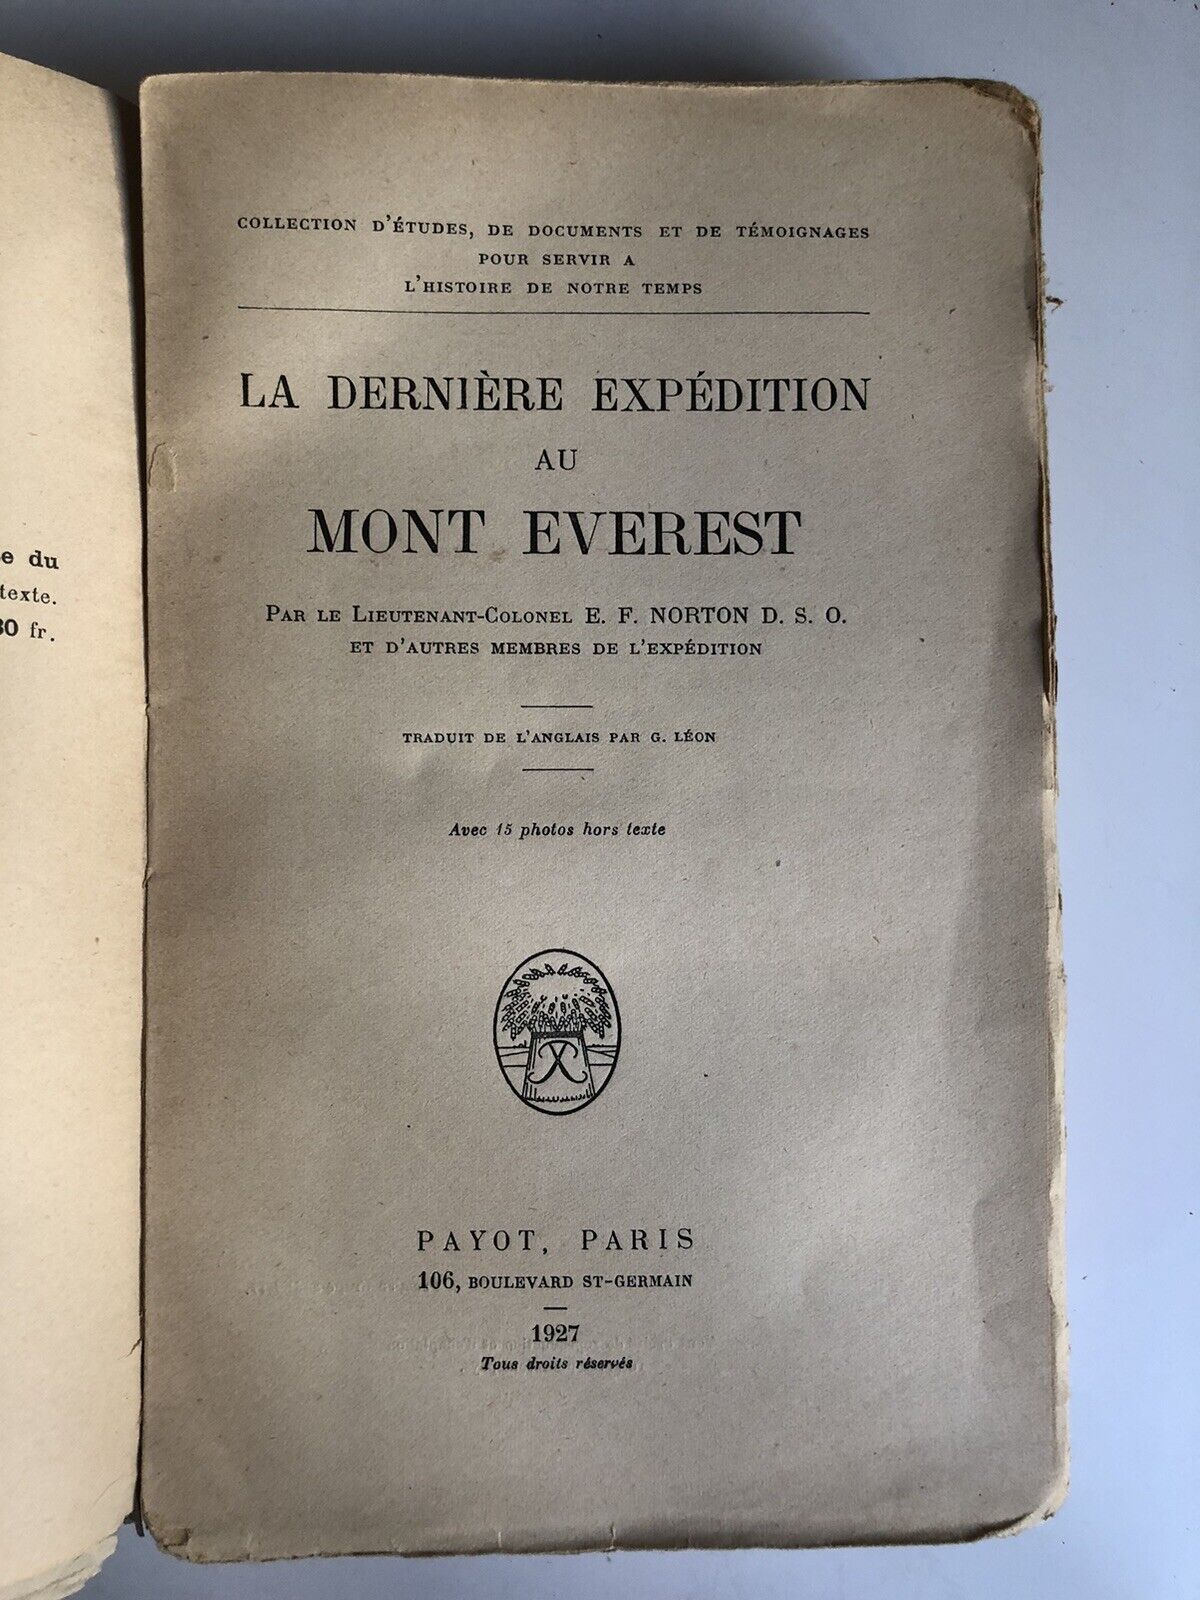 e du
texte.
30 fr.
COLLECTION D'ÉTUDES, DE DOCUMENTS ET DE TÉMOIGNAGES
POUR SERVIR A
L'HISTOIRE DE NOTRE TEMPS
LA DERNIÈRE EXPÉDITION
AU
MONT EVEREST
PAR LE LIEUTENANT-COLONEL E. F. NORTON D. S. O.
ET D'AUTRES MEMBRES DE L'EXPÉDITION
TRADUIT DE L'ANGLAIS PAR G. LÉON
Avec 15 photos hors texte
PAYOT, PARIS
106, BOULEVARD ST-GERMAIN
1927
Tous droits réservés